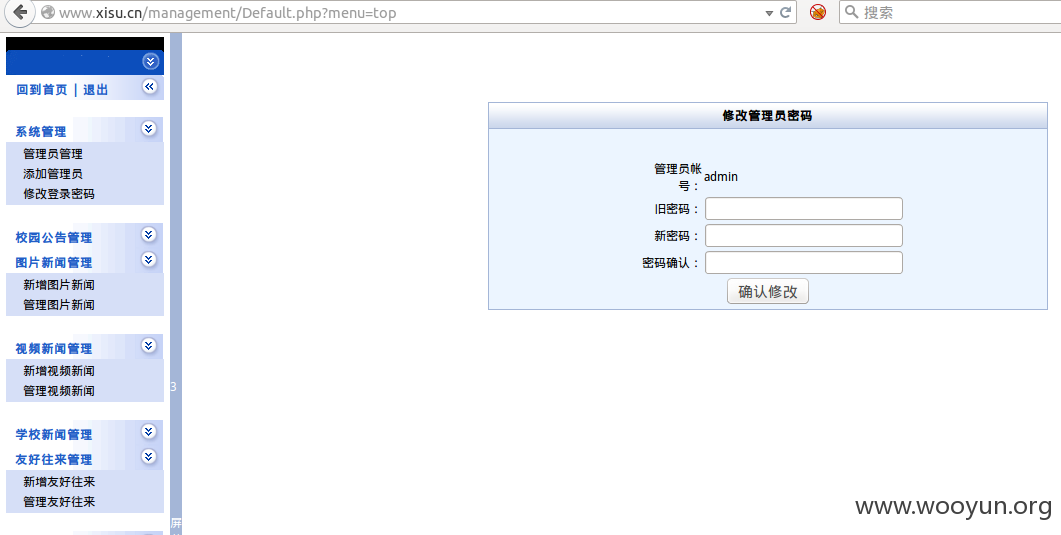 www.xisu.cn/management/Default.php?menu=top
搜索
回到首页 | 退出
系统管理
管理员管理
添加管理员
修改登录密码
校园公告管理
图片新闻管理
新增图片新闻
管理图片新闻
视频新闻管理
新增视频新闻
管理视频新闻
学校新闻管理
友好往来管理
新增友好往来
管理友好往来
3
屏
修改管理员密码
管理员帐
号：
admin
旧密码：
新密码：
密码确认：
确认修改
www.wooyun.org